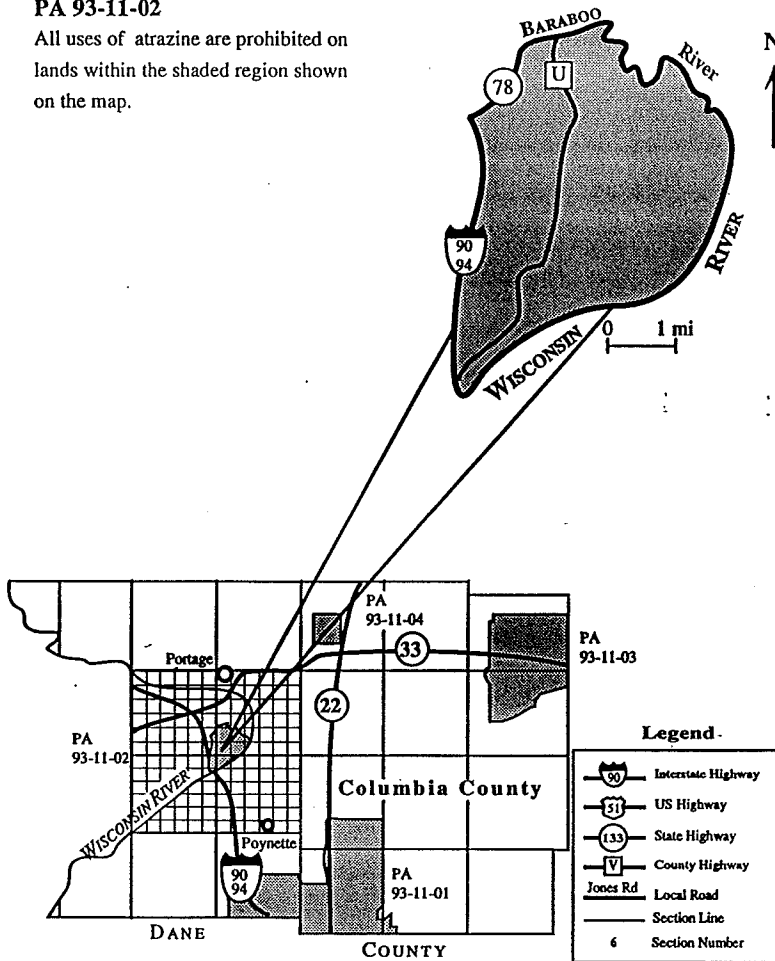 PA 93-11-02
All uses of atrazine are prohibited on
lands within the shaded region shown
on the map.
BARABOO
River
N
U
78
90
94
RIVER
WISCONSIN
0 1 mi
PA
93-11-04
33
PA
93-11-03
Portage
22
PA
93-11-02
WISCONSIN RIVER
Columbia County
Poynette
90
94
PA
93-11-01
DANE
COUNTY
Legend
90 Interstate Highway
51 US Highway
133 State Highway
V County Highway
Jones Rd Local Road
Section Line
6 Section Number